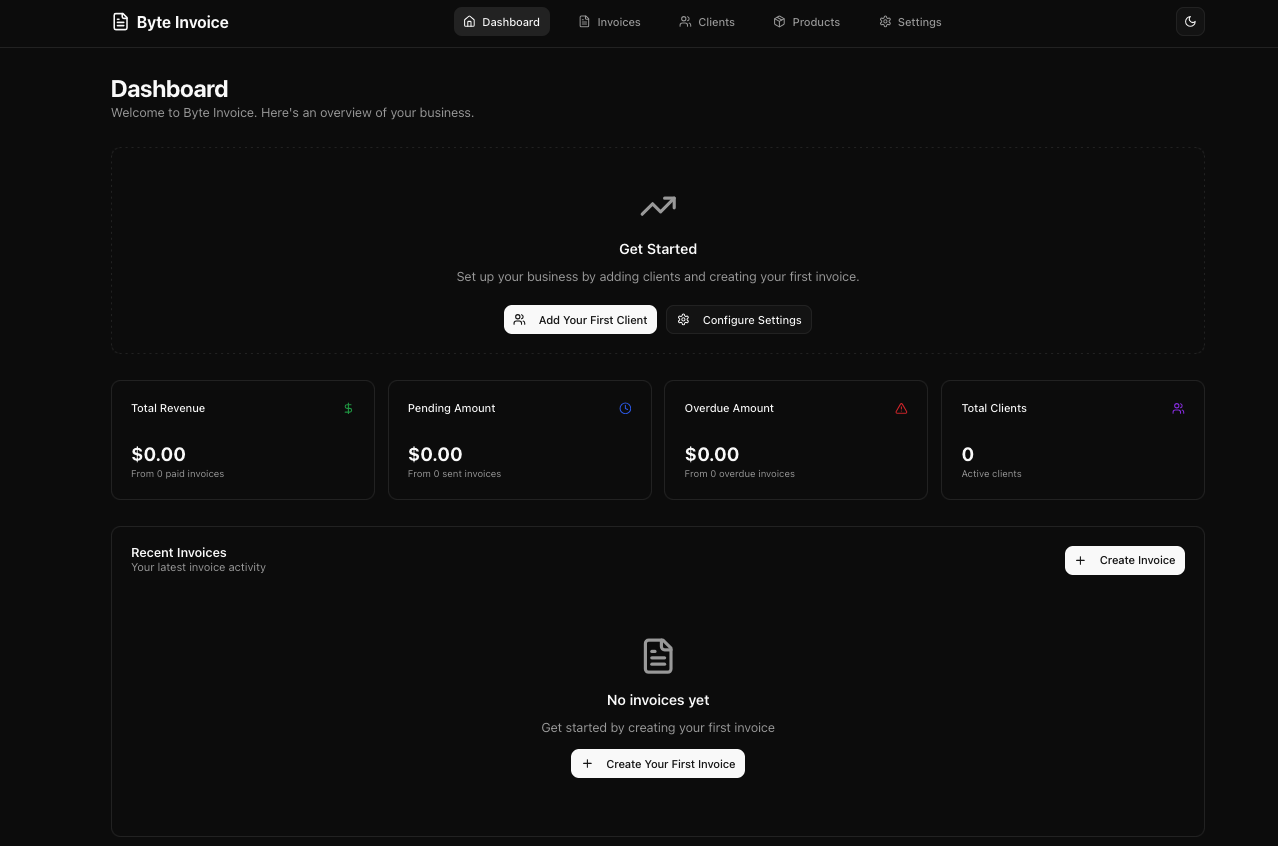 Byte Invoice
Dashboard
Invoices
Clients
Products
Settings
Dashboard
Welcome to Byte Invoice. Here's an overview of your business.
Get Started
Set up your business by adding clients and creating your first invoice.
Add Your First Client
Configure Settings
Total Revenue
$0.00
From 0 paid invoices
Pending Amount
$0.00
From 0 sent invoices
Overdue Amount
$0.00
From 0 overdue invoices
Total Clients
0
Active clients
Recent Invoices
Your latest invoice activity
Create Invoice
No invoices yet
Get started by creating your first invoice
Create Your First Invoice